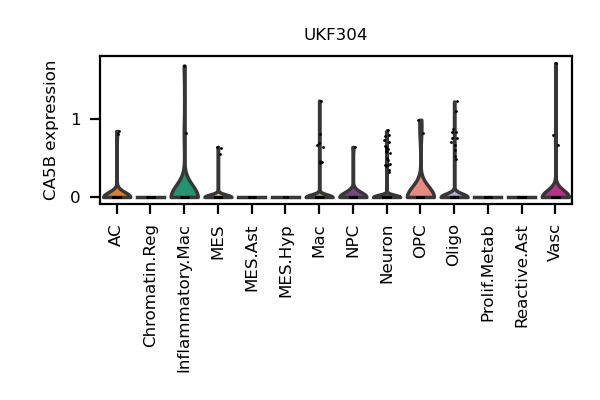 UKF304
CA5B expression
1
0
AC
Chromatin.Reg
Inflammatory.Mac
MES
MES.Ast
MES.Hyp
Mac
NPC
Neuron
OPC
Oligo
Prolif.Metab
Reactive.Ast
Vasc